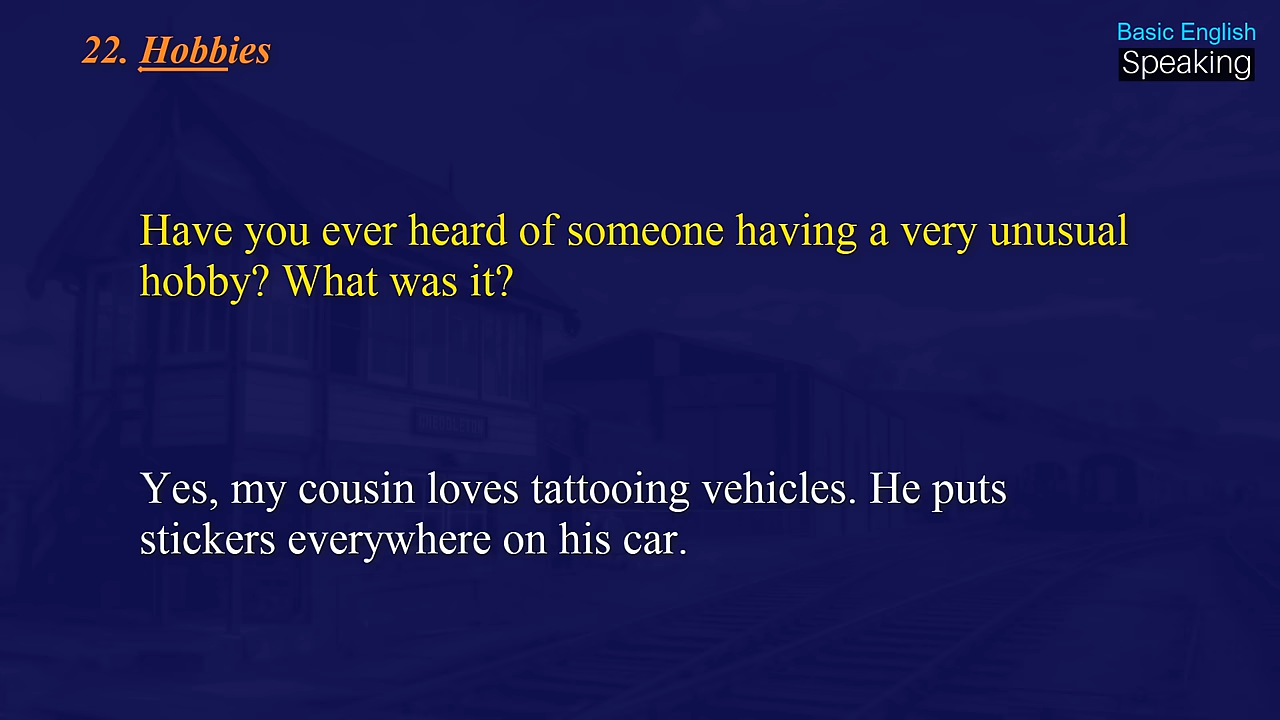 22. Hobbies
Basic English
Speaking
Have you ever heard of someone having a very unusual
hobby? What was it?
Yes, my cousin loves tattooing vehicles. He puts
stickers everywhere on his car.